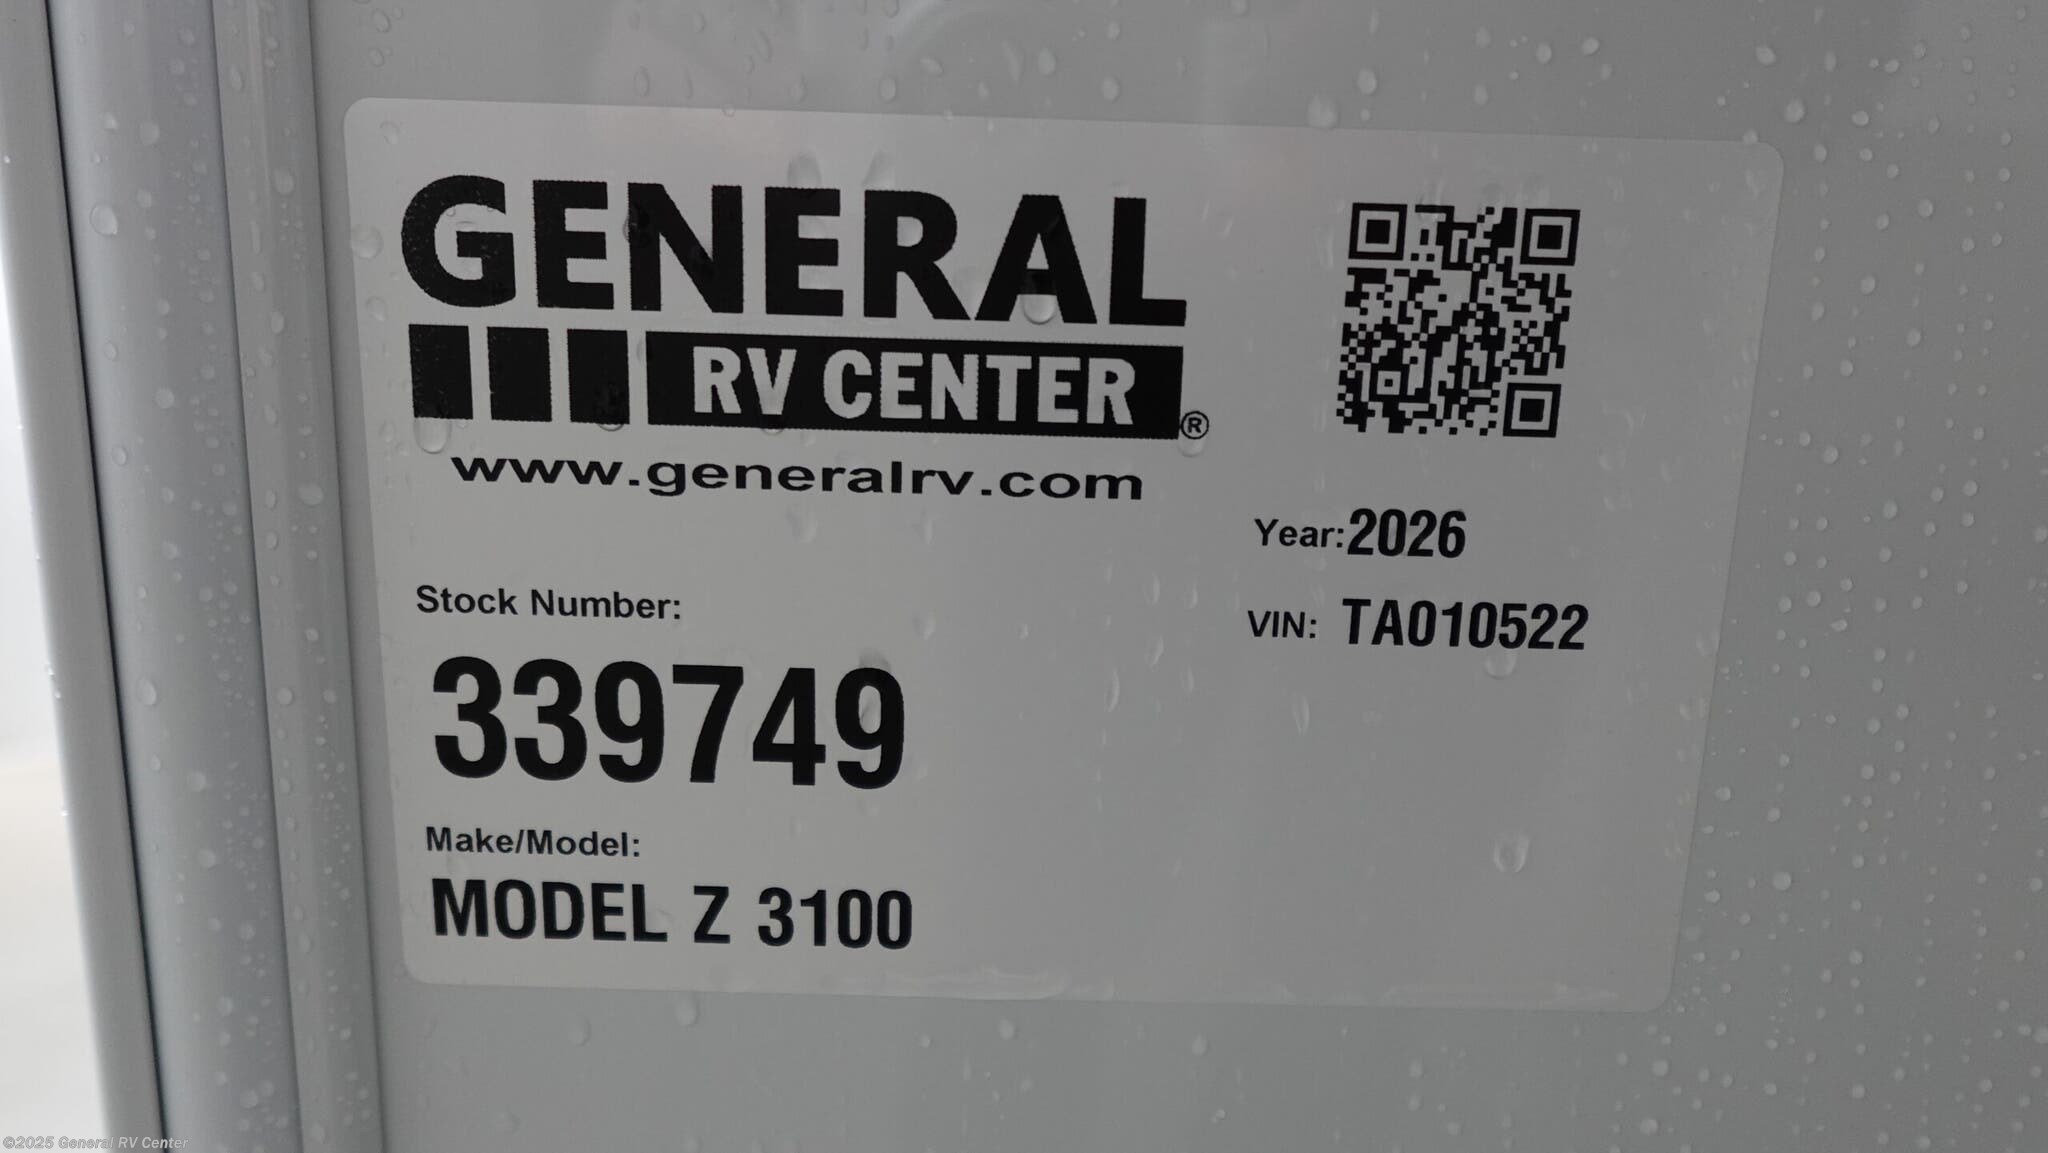 GENERAL
RV CENTER®
www.generalrv.com
Year:2026
VIN: TA010522
Stock Number:
339749
Make/Model:
MODEL Z 3100
©2025 General RV Center